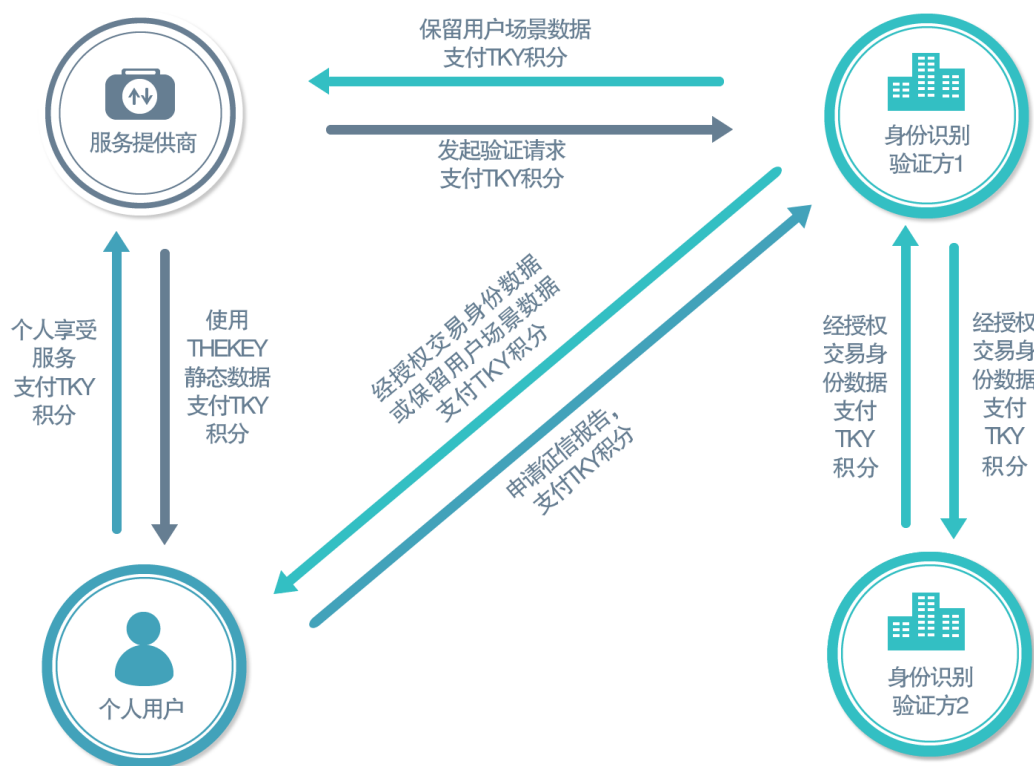 保留用户场景数据
支付TKY积分
服务提供商
发起验证请求
支付TKY积分
身份识别
验证方1
个人享受
服务
支付TKY
积分
使用
THEKEY
静态数据
支付TKY
积分
经授权交易身份数据
或保留用户场景数据
支付TKY积分
申请征信报告，
支付TKY积分
经授权
交易身
份数据
支付
TKY
积分
经授权
交易身
份数据
支付
TKY
积分
个人用户
身份识别
验证方2